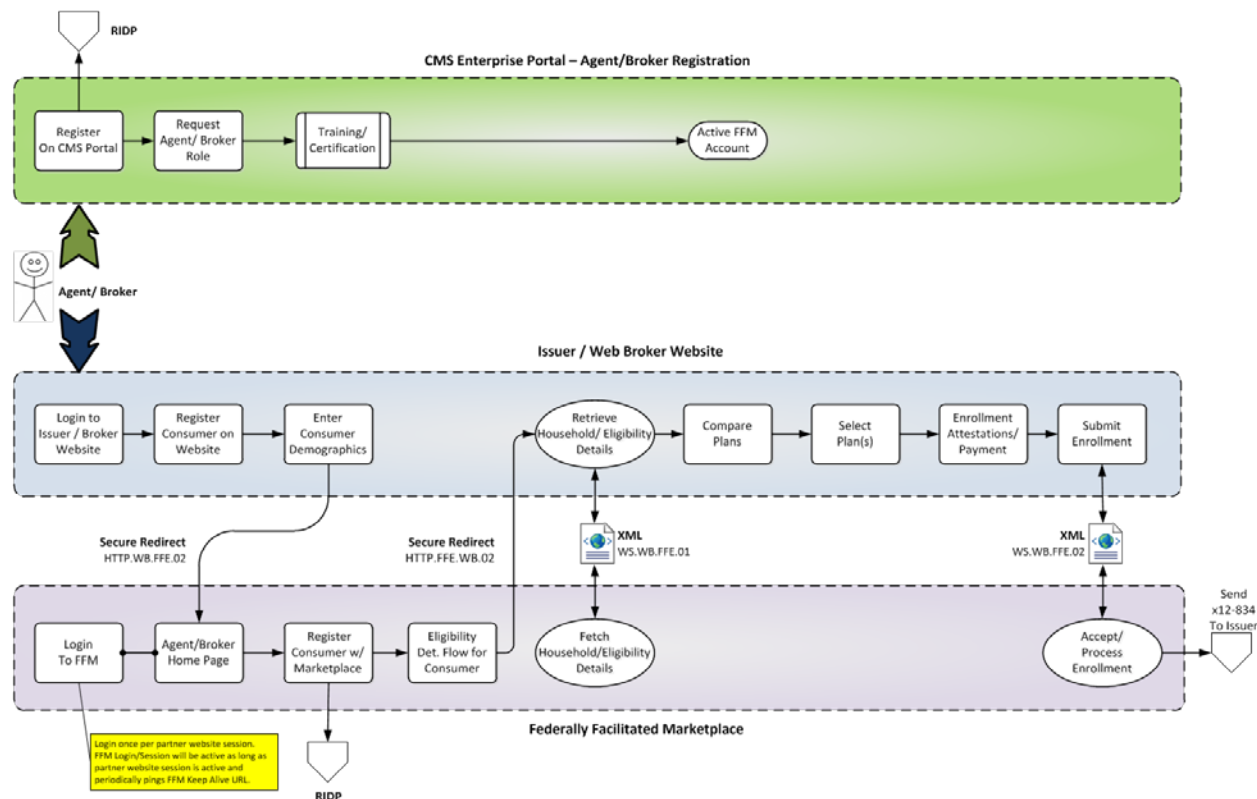 RIDP
CMS Enterprise Portal – Agent/Broker Registration
Register
On CMS Portal
Request
Agent/ Broker
Role
Training/
Certification
Active FFM
Account
Agent/ Broker
Issuer / Web Broker Website
Login to
Issuer / Broker
Website
Register
Consumer on
Website
Enter
Consumer
Demographics
Retrieve
Household/ Eligibility
Details
Compare
Plans
Select
Plan(s)
Enrollment
Attestations/
Payment
Submit
Enrollment
Secure Redirect
HTTP.WB.FFE.02
Secure Redirect
HTTP.FFE.WB.02
XML
WS.WB.FFE.01
XML
WS.WB.FFE.02
Login
To FFM
Agent/Broker
Home Page
Register
Consumer w/
Marketplace
Eligibility
Det. Flow for
Consumer
Fetch
Household/Eligibility
Details
Accept/
Process
Enrollment
Send
x12-834
To Issuer
Federally Facilitated Marketplace
Login once per partner website session.
FFM Login/Session will be active as long as
partner website session is active and
periodically pings FFM Keep Alive URL.
RIDP